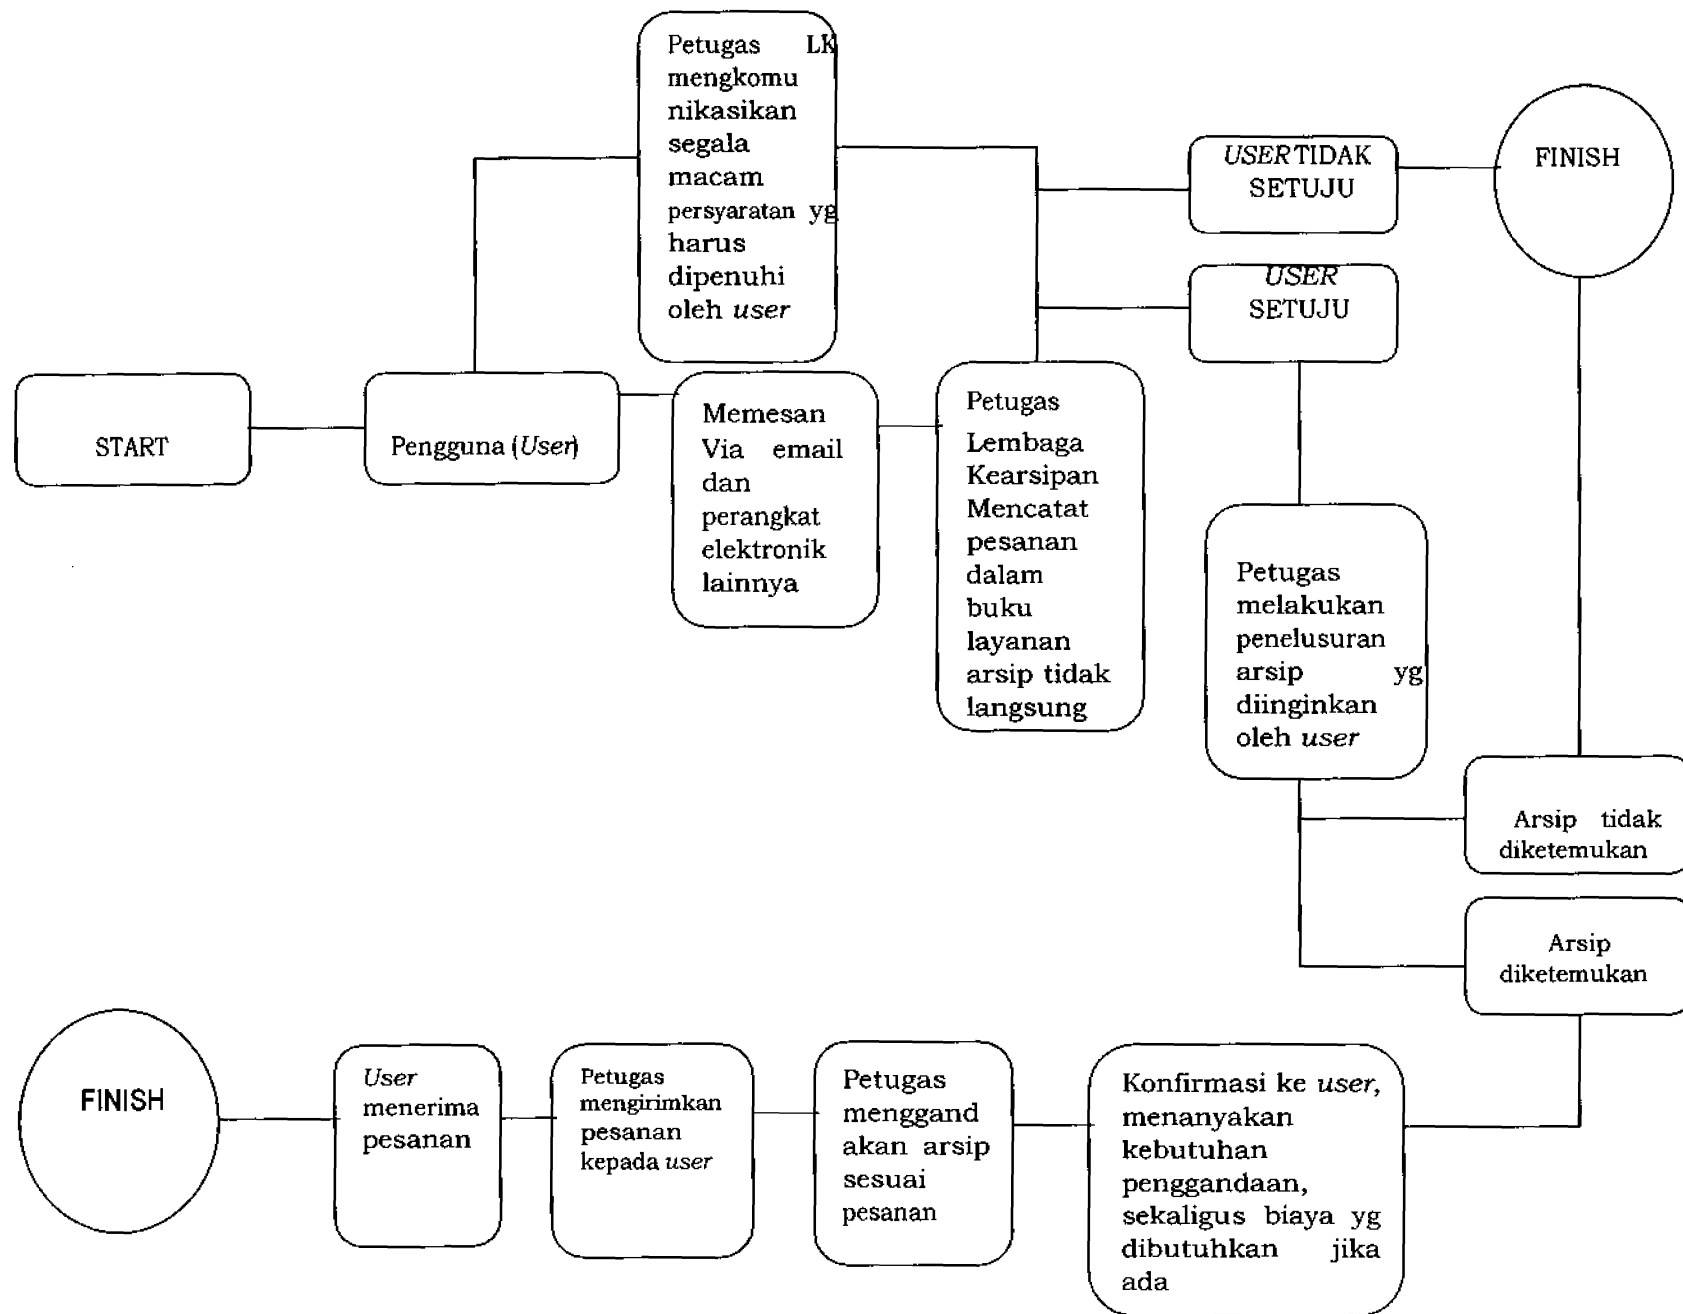 START
Pengguna (User)
Petugas LK
mengkomu
nikasikan
segala
macam
persyaratan yg
harus
dipenuhi
oleh user
Memesan
Via email
dan
perangkat
elektronik
lainnya
Petugas
Lembaga
Kearsipan
Mencatat
pesanan
dalam
buku
layanan
arsip tidak
langsung
USER TIDAK
SETUJU
FINISH
USER
SETUJU
Petugas
melakukan
penelusuran
arsip yg
diinginkan
oleh user
Arsip tidak
diketemukan
Arsip
diketemukan
Konfirmasi ke user,
menanyakan
kebutuhan
penggandaan,
sekaligus biaya yg
dibutuhkan jika
ada
Petugas
menggand
akan arsip
sesuai
pesanan
Petugas
mengirimkan
pesanan
kepada user
User
menerima
pesanan
FINISH